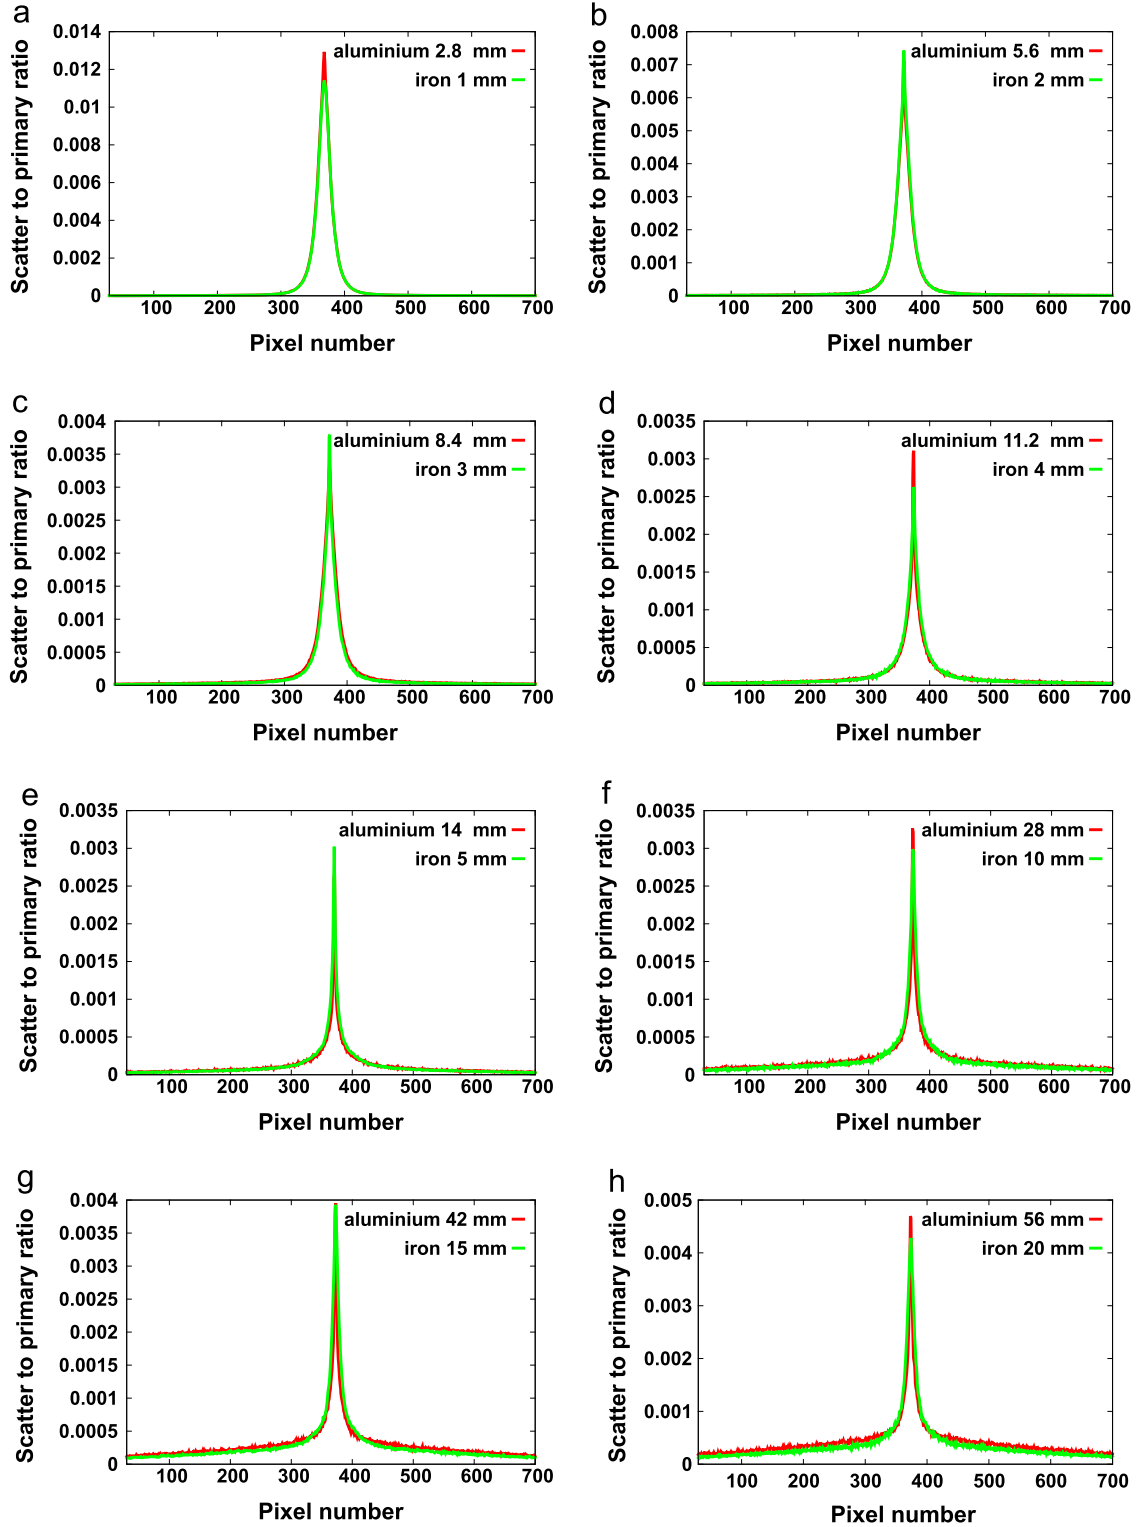 a
Scatter to primary ratio
0.014
0.012
0.01
0.008
0.006
0.004
0.002
0
aluminium 2.8 mm
iron 1 mm
100 200 300 400 500 600 700
Pixel number
b
Scatter to primary ratio
0.008
0.007
0.006
0.005
0.004
0.003
0.002
0.001
0
aluminium 5.6 mm
iron 2 mm
100 200 300 400 500 600 700
Pixel number
c
Scatter to primary ratio
0.004
0.0035
0.003
0.0025
0.002
0.0015
0.001
0.0005
0
aluminium 8.4 mm
iron 3 mm
100 200 300 400 500 600 700
Pixel number
d
Scatter to primary ratio
0.0035
0.003
0.0025
0.002
0.0015
0.001
0.0005
0
aluminium 11.2 mm
iron 4 mm
100 200 300 400 500 600 700
Pixel number
e
Scatter to primary ratio
0.0035
0.003
0.0025
0.002
0.0015
0.001
0.0005
0
aluminium 14 mm
iron 5 mm
100 200 300 400 500 600 700
Pixel number
f
Scatter to primary ratio
0.0035
0.003
0.0025
0.002
0.0015
0.001
0.0005
0
aluminium 28 mm
iron 10 mm
100 200 300 400 500 600 700
Pixel number
g
Scatter to primary ratio
0.004
0.0035
0.003
0.0025
0.002
0.0015
0.001
0.0005
0
aluminium 42 mm
iron 15 mm
100 200 300 400 500 600 700
Pixel number
h
Scatter to primary ratio
0.005
0.004
0.003
0.002
0.001
0
aluminium 56 mm
iron 20 mm
100 200 300 400 500 600 700
Pixel number